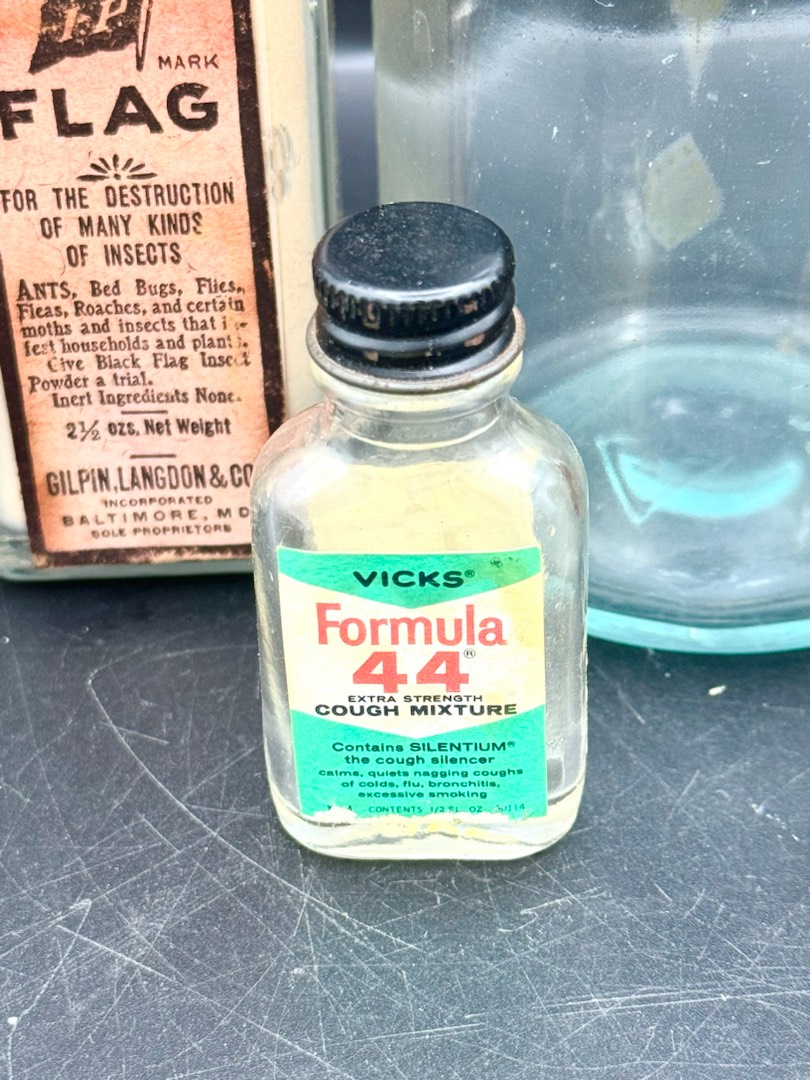 I-P
MARK
FLAG
FOR THE DESTRUCTION
OF MANY KINDS
OF INSECTS
ANTS, Bed Bugs, Flies,
Fleas, Roaches, and certain
moths and insects that
fest households and plants.
Give Black Flag Insect
Powder a trial.
Inert Ingredients None.
2½ ozs. Net Weight
GILPIN, LANGDON & CO
INCORPORATED
BALTIMORE, MD
SOLE PROPRIETORS
VICKS®
Formula
44®
EXTRA STRENGTH
COUGH MIXTURE
Contains SILENTIUM®
the cough silencer
calms, quiets nagging coughs
of colds, flu, bronchitis,
excessive smoking
CONTENTS 1/2 FL. OZ.